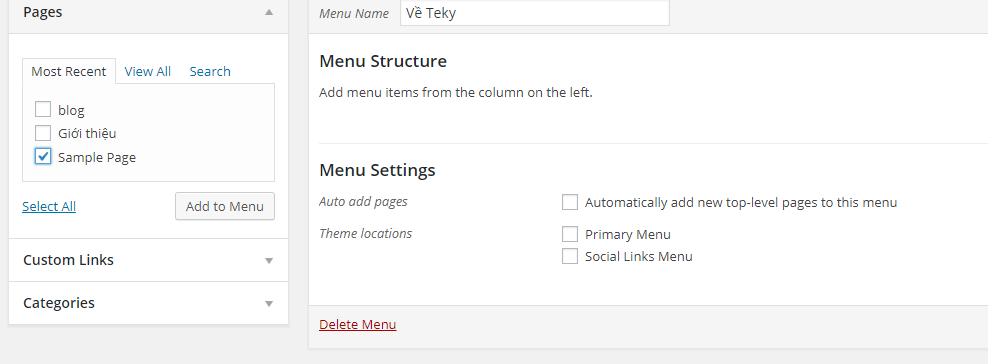 Pages
Most Recent View All Search
blog
Giới thiệu
Sample Page
Select All Add to Menu
Custom Links
Categories
Menu Name Về Teky
Menu Structure
Add menu items from the column on the left.
Menu Settings
Auto add pages Automatically add new top-level pages to this menu
Theme locations Primary Menu
Social Links Menu
Delete Menu